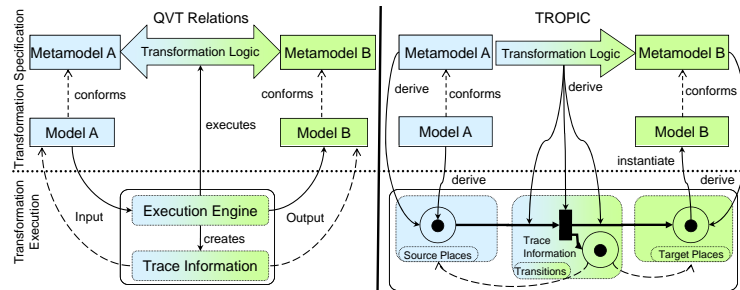 QVT Relations
TROPIC
Transformation Specification
Metamodel A
Transformation Logic
Metamodel B
conforms
executes
conforms
Model A
Model B
Transformation
Execution
Input
Execution Engine
Output
creates
Trace Information
Metamodel A
Transformation Logic
Metamodel B
derive
conforms
derive
conforms
Model A
Model B
instantiate
derive
derive
Source Places
Trace
Information
Transitions
Target Places